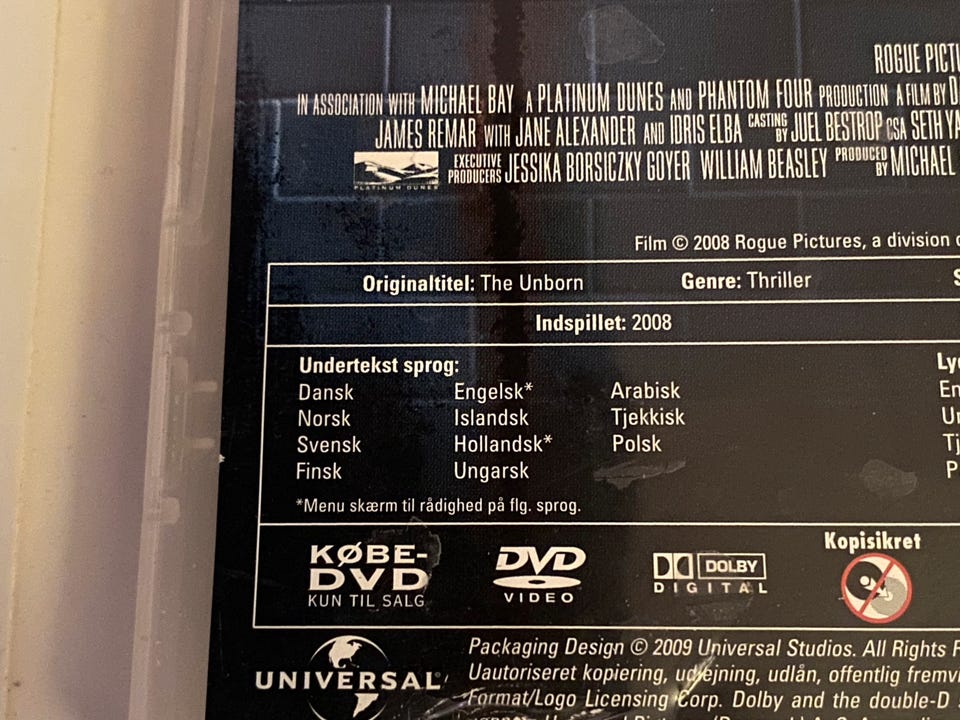 ROGUE
IN ASSOCIATION WITH MICHAEL BAY A PLATINUM DUNES AND PHANTOM FOUR PRODUCTION A FILM BY
JAMES REMAR WITH JANE ALEXANDER AND IDRIS ELBA CASTING BY JUEL BESTROP CSA SETH
PLATINUM DUNES
EXECUTIVE PRODUCERS JESSIKA BORSICZKY GOYER WILLIAM BEASLEY PRODUCED BY MICHAEL
Film © 2008 Rogue Pictures, a division
Originaltitel: The Unborn Genre: Thriller
Indspillet: 2008
Undertekst sprog:
Dansk Engelsk* Arabisk
Norsk Islandsk Tjekkisk
Svensk Hollandsk* Polsk
Finsk Ungarsk
*Menu skærm til rådighed på flg. sprog.
KØBE-
DVD
KUN TIL SALG
DVD
VIDEO
DOLBY
DIGITAL
Kopisikret
UNIVERSAL
Packaging Design © 2009 Universal Studios. All Rights
Uautoriseret kopiering, udlejning, udlån, offentlig
Format/Logo Licensing Corp. Dolby and the double-D